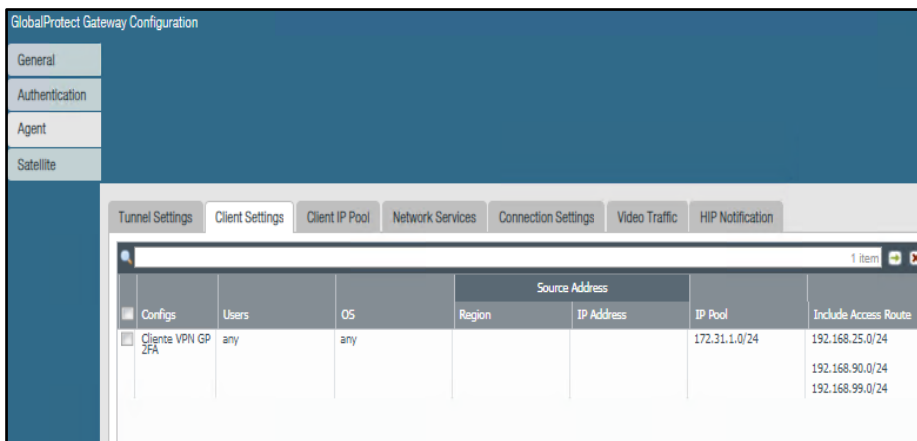 GlobalProtect Gateway Configuration
General
Authentication
Agent
Satellite
Tunnel Settings Client Settings Client IP Pool Network Services Connection Settings Video Traffic HIP Notification
1 item
Source Address
Configs Users OS Region IP Address IP Pool Include Access Route
Cliente VPN GP any any 172.31.1.0/24 192.168.25.0/24
2FA
192.168.90.0/24
192.168.99.0/24